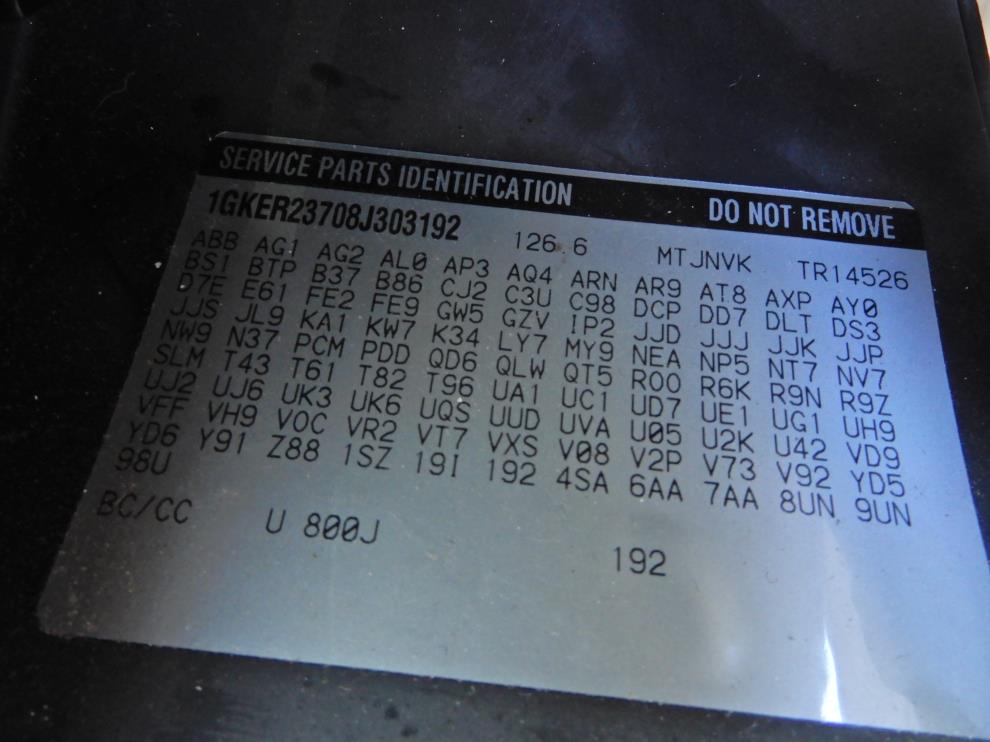 SERVICE PARTS IDENTIFICATION DO NOT REMOVE
1GKER23708J303192 126.6 MTJNVK TR14526
ABB AG1 AG2 AL0 AP3 AQ4 ARN AR9 AT8 AXP AY0
BS1 BTP B37 B86 CJ2 C3U C98 DCP DD7 DLT DS3
D7E E61 FE2 FE9 GW5 GZV IP2 JJD JJJ JJK JJP
JJS JL9 KA1 KW7 K34 LY7 MY9 NEA NP5 NT7 NV7
NW9 N37 PCM PDD QD6 QLW QT5 R00 R6K R9N R9Z
SLM T43 T61 T82 T96 UA1 UC1 UD7 UE1 UG1 UH9
UJ2 UJ6 UK3 UK6 UQS UUD UVA U05 U2K U42 VD9
VFF VH9 VOC VR2 VT7 VXS V08 V2P V73 V92 YD5
YD6 Y91 Z88 1SZ 19I 192 4SA 6AA 7AA 8UN 9UN
98U
BC/CC U 800J 192